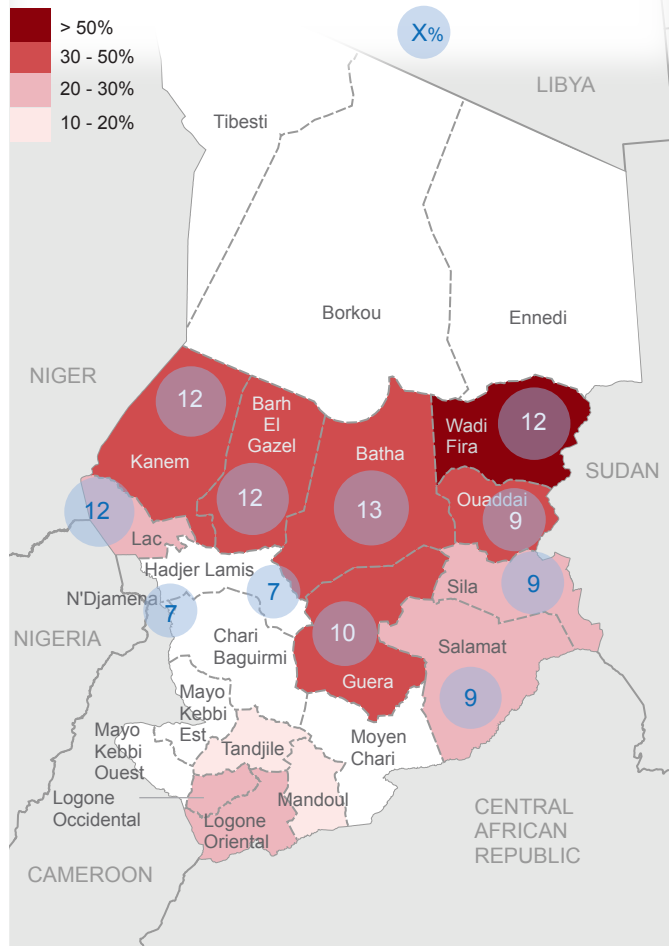 > 50%
30 - 50%
20 - 30%
10 - 20%
X%
LIBYA
Tibesti
Borkou
Ennedi
NIGER
12
Kanem
Barh
El
Gazel
12
Batha
13
Wadi
Fira
12
SUDAN
Ouaddai
9
12
Lac
Hadjer Lamis
7
N'Djamena
7
Sila
9
NIGERIA
Chari
Baguirmi
10
Guera
Salamat
9
Mayo
Kebbi
Est
Mayo
Kebbi
Ouest
Tandjile
Moyen
Chari
Logone
Occidental
Mandoul
Logone
Oriental
CENTRAL
AFRICAN
REPUBLIC
CAMEROON